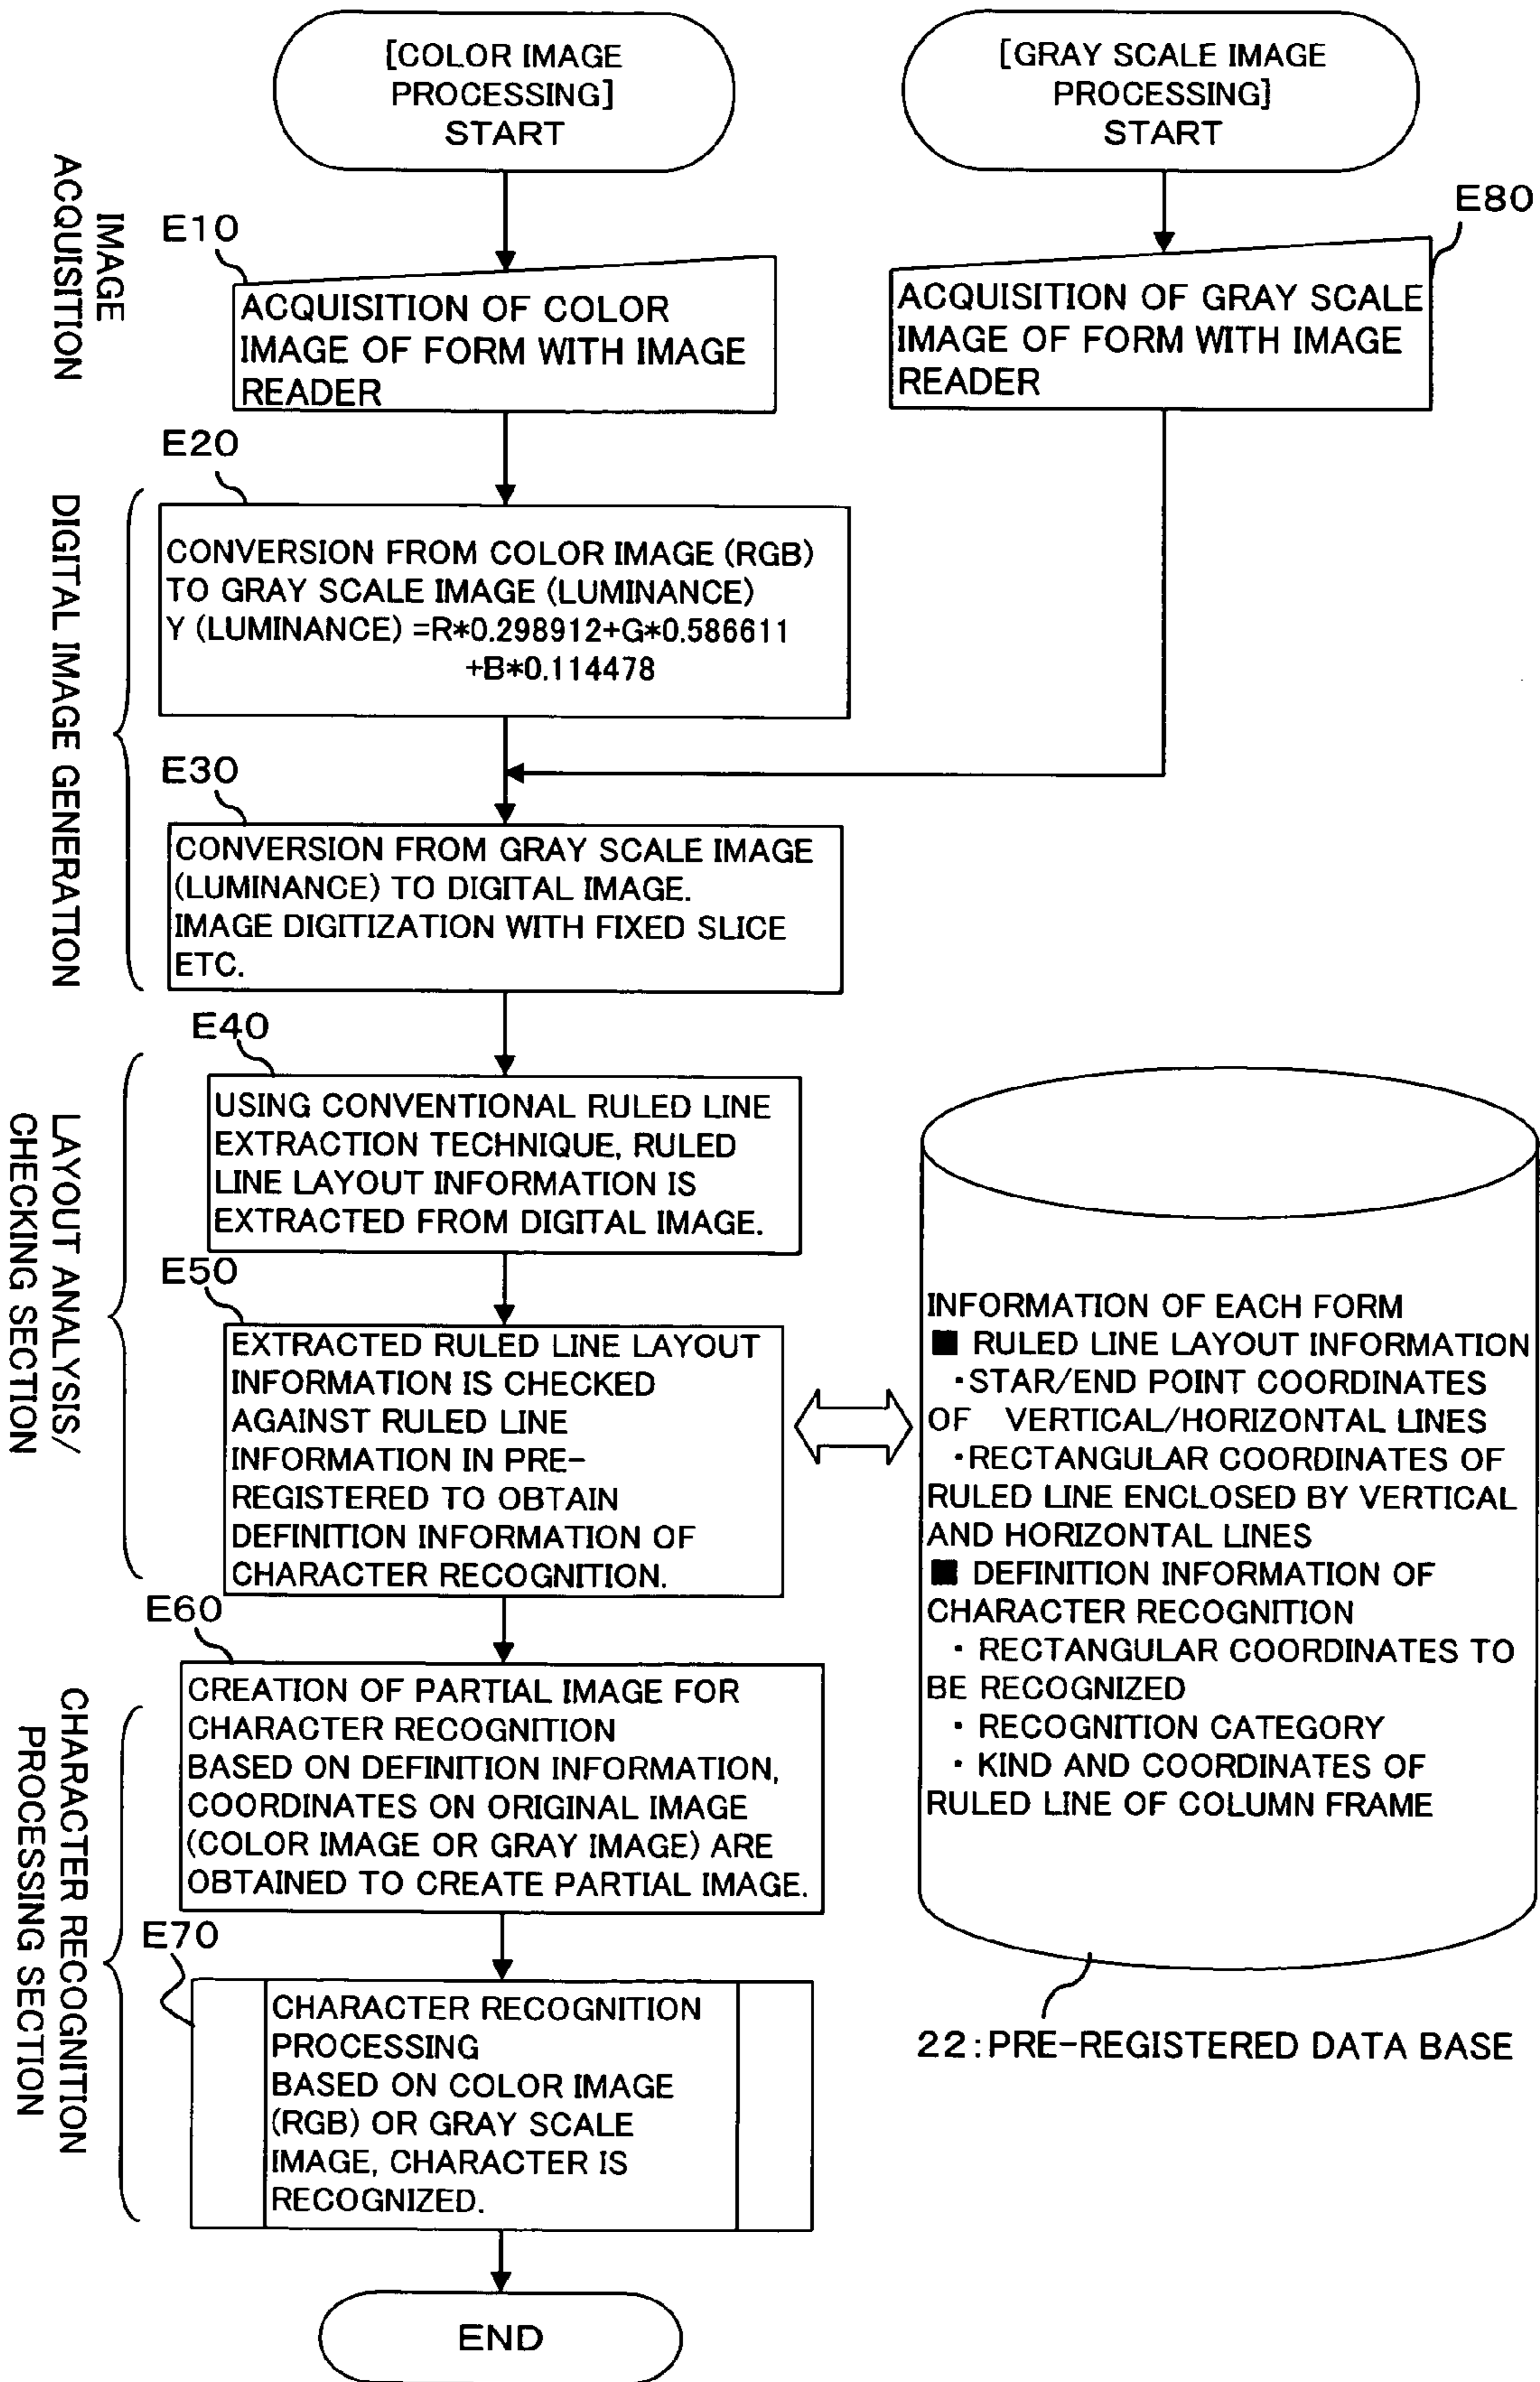 [COLOR IMAGE
PROCESSING]
START
[GRAY SCALE IMAGE
PROCESSING]
START
IMAGE
ACQUISITION
E10
ACQUISITION OF COLOR
IMAGE OF FORM WITH IMAGE
READER
E80
ACQUISITION OF GRAY SCALE
IMAGE OF FORM WITH IMAGE
READER
DIGITAL IMAGE GENERATION
E20
CONVERSION FROM COLOR IMAGE (RGB)
TO GRAY SCALE IMAGE (LUMINANCE)
Y (LUMINANCE) =R*0.298912+G*0.586611
+B*0.114478
E30
CONVERSION FROM GRAY SCALE IMAGE
(LUMINANCE) TO DIGITAL IMAGE.
IMAGE DIGITIZATION WITH FIXED SLICE
ETC.
LAYOUT ANALYSIS/
CHECKING SECTION
E40
USING CONVENTIONAL RULED LINE
EXTRACTION TECHNIQUE, RULED
LINE LAYOUT INFORMATION IS
EXTRACTED FROM DIGITAL IMAGE.
E50
EXTRACTED RULED LINE LAYOUT
INFORMATION IS CHECKED
AGAINST RULED LINE
INFORMATION IN PRE-
REGISTERED TO OBTAIN
DEFINITION INFORMATION OF
CHARACTER RECOGNITION.
INFORMATION OF EACH FORM
■ RULED LINE LAYOUT INFORMATION
・STAR/END POINT COORDINATES
OF VERTICAL/HORIZONTAL LINES
・RECTANGULAR COORDINATES OF
RULED LINE ENCLOSED BY VERTICAL
AND HORIZONTAL LINES
■ DEFINITION INFORMATION OF
CHARACTER RECOGNITION
・ RECTANGULAR COORDINATES TO
BE RECOGNIZED
・ RECOGNITION CATEGORY
・ KIND AND COORDINATES OF
RULED LINE OF COLUMN FRAME
22:PRE-REGISTERED DATA BASE
CHARACTER RECOGNITION
PROCESSING SECTION
E60
CREATION OF PARTIAL IMAGE FOR
CHARACTER RECOGNITION
BASED ON DEFINITION INFORMATION,
COORDINATES ON ORIGINAL IMAGE
(COLOR IMAGE OR GRAY IMAGE) ARE
OBTAINED TO CREATE PARTIAL IMAGE.
E70
CHARACTER RECOGNITION
PROCESSING
BASED ON COLOR IMAGE
(RGB) OR GRAY SCALE
IMAGE, CHARACTER IS
RECOGNIZED.
END